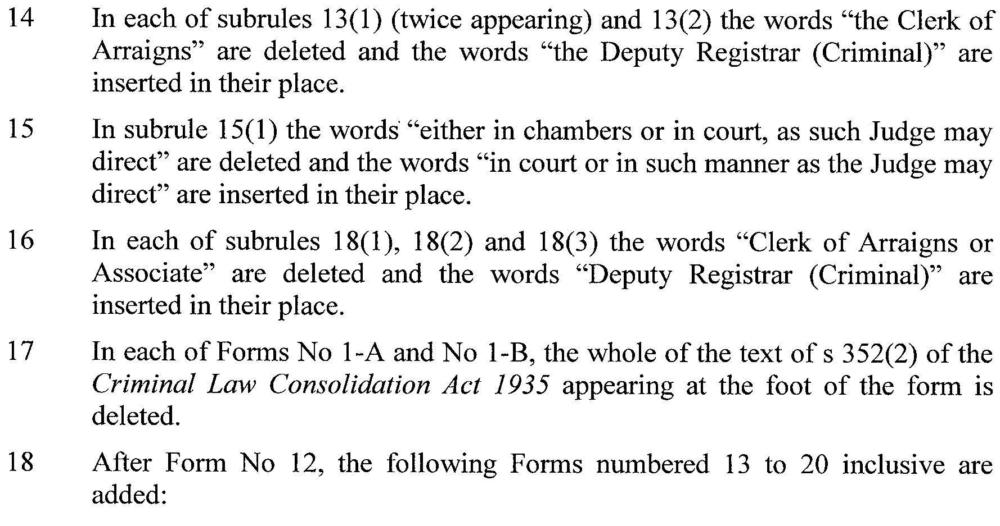 14 In each of subrules 13(1) (twice appearing) and 13(2) the words “the Clerk of
Arraigns” are deleted and the words “the Deputy Registrar (Criminal)” are
inserted in their place.
15 In subrule 15(1) the words “either in chambers or in court, as such Judge may
direct” are deleted and the words “in court or in such manner as the Judge may
direct” are inserted in their place.
16 In each of subrules 18(1), 18(2) and 18(3) the words “Clerk of Arraigns or
Associate” are deleted and the words “Deputy Registrar (Criminal)” are
inserted in their place.
17 In each of Forms No 1-A and No 1-B, the whole of the text of s 352(2) of the
Criminal Law Consolidation Act 1935 appearing at the foot of the form is
deleted.
18 After Form No 12, the following Forms numbered 13 to 20 inclusive are
added: